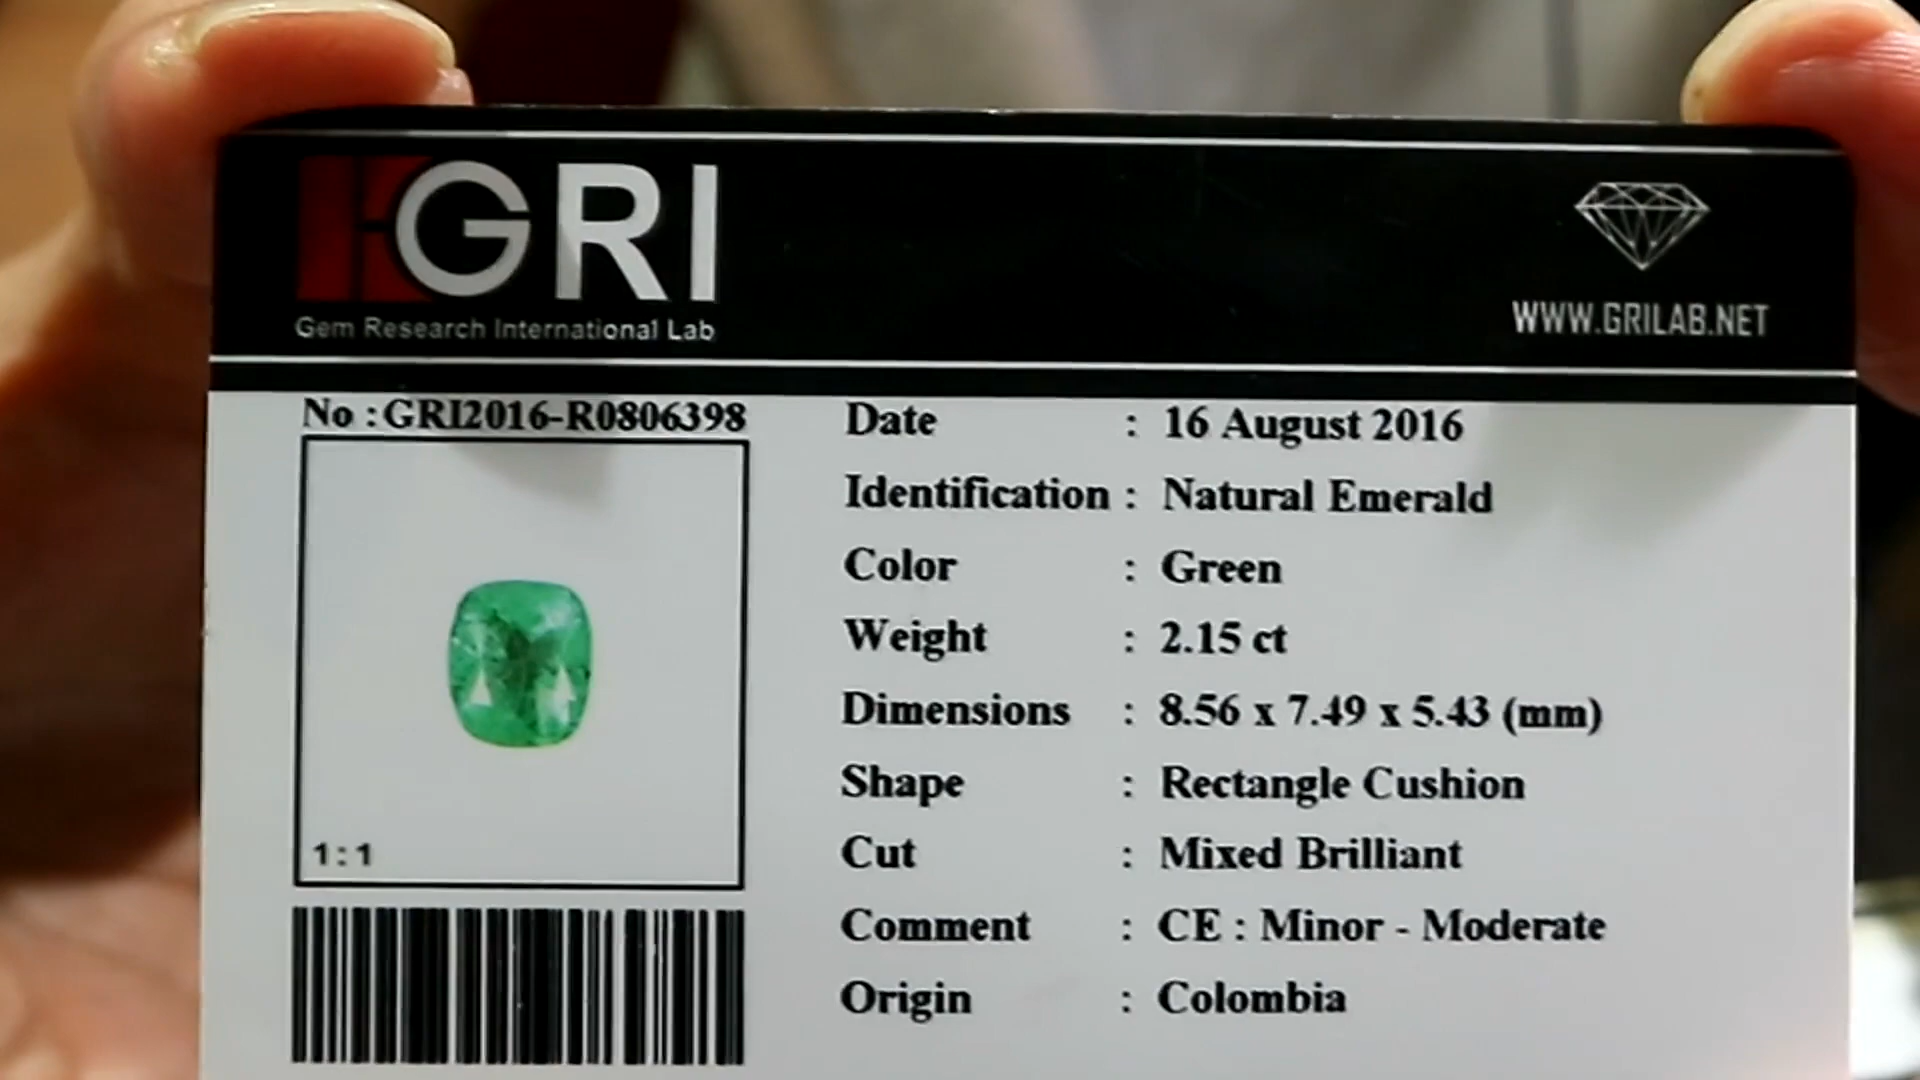 GRI
Gem Research International Lab
WWW.GRILAB.NET
No :GRI2016-R0806398
1:1
Date : 16 August 2016
Identification : Natural Emerald
Color : Green
Weight : 2.15 ct
Dimensions : 8.56 x 7.49 x 5.43 (mm)
Shape : Rectangle Cushion
Cut : Mixed Brilliant
Comment : CE : Minor - Moderate
Origin : Colombia